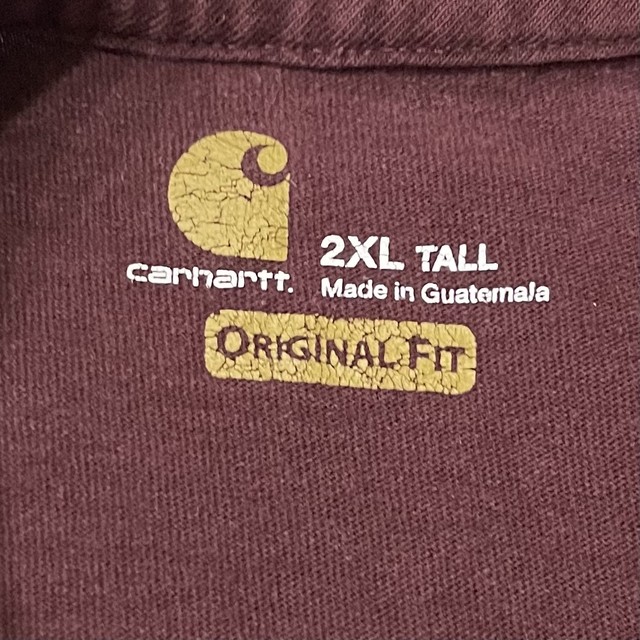 carhartt.
2XL TALL
Made in Guatemala
ORIGINAL FIT